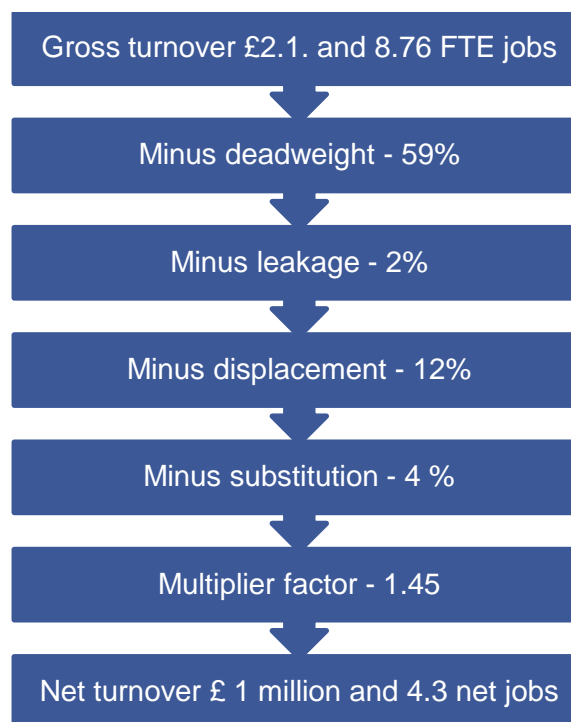 Gross turnover £2.1. and 8.76 FTE jobs
Minus deadweight - 59%
Minus leakage - 2%
Minus displacement - 12%
Minus substitution - 4 %
Multiplier factor - 1.45
Net turnover £ 1 million and 4.3 net jobs